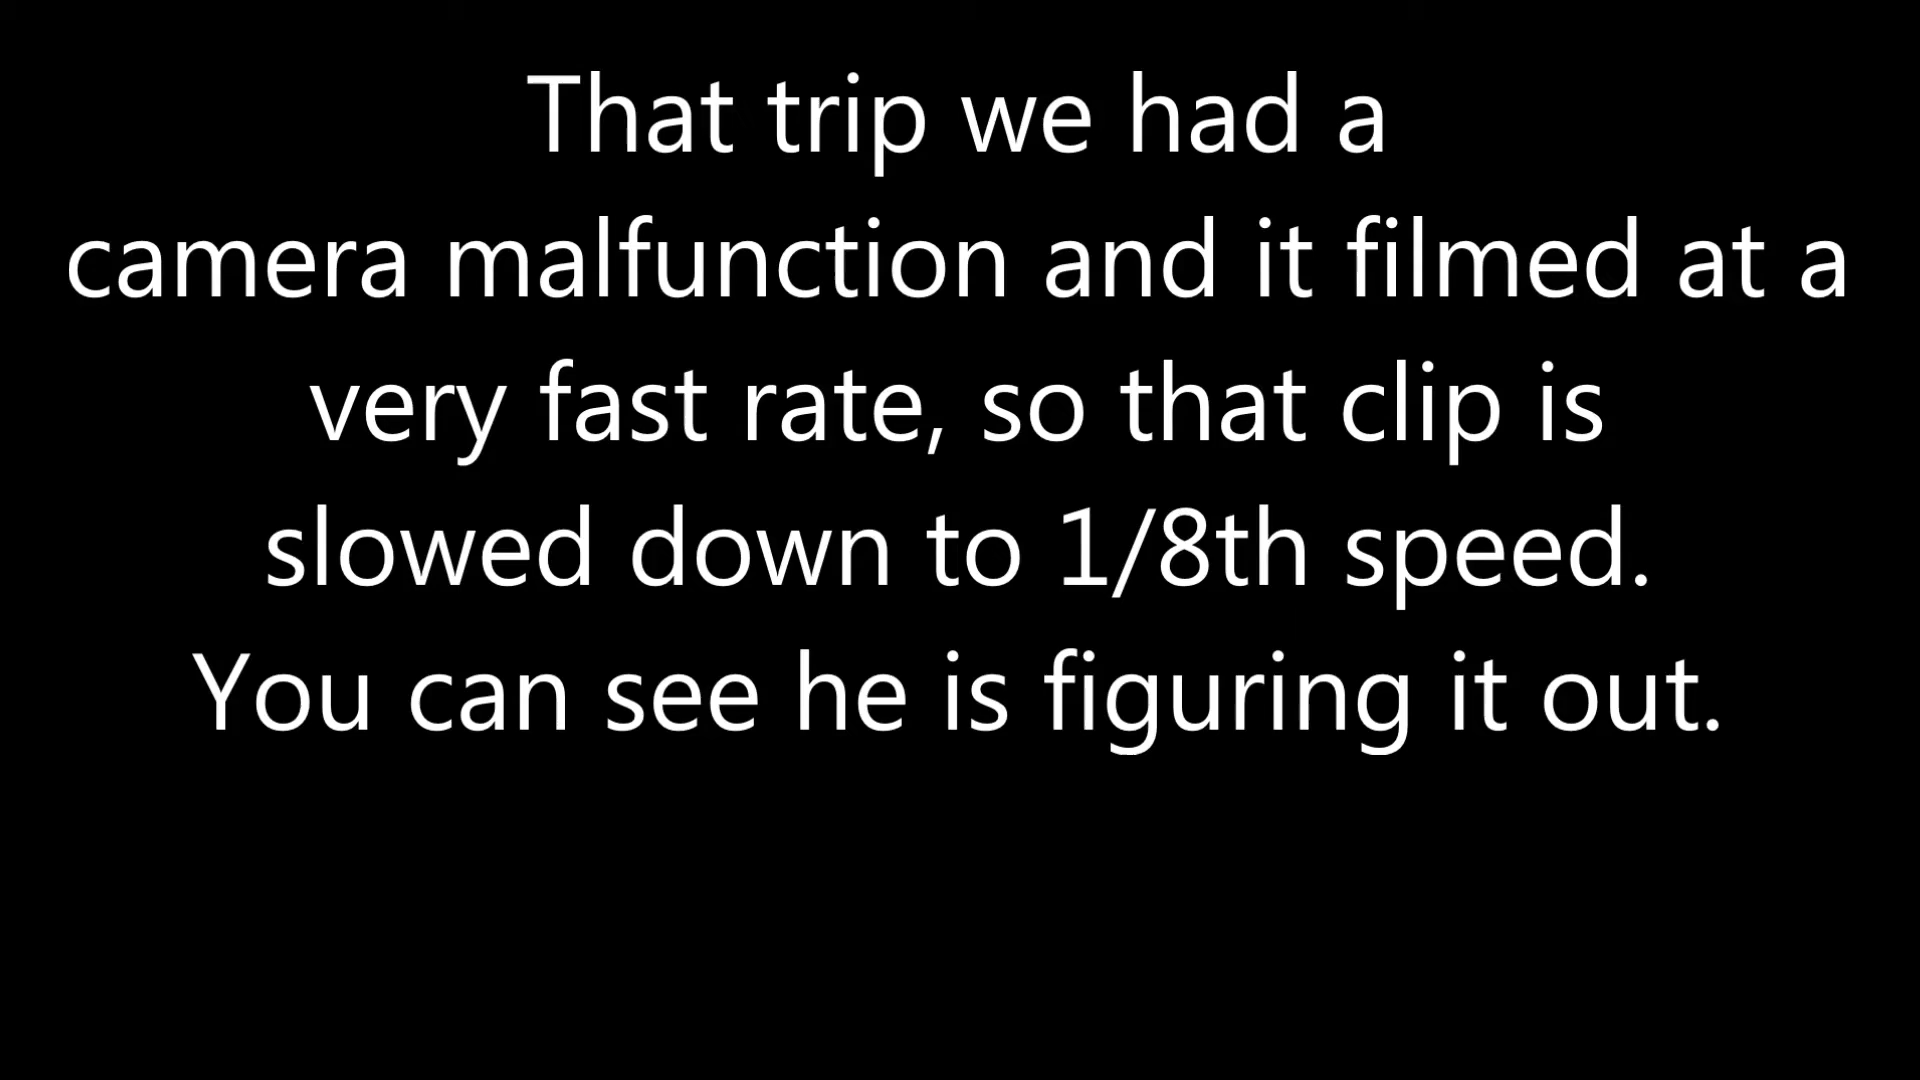 That trip we had a
camera malfunction and it filmed at a
very fast rate, so that clip is
slowed down to 1/8th speed.
You can see he is figuring it out.